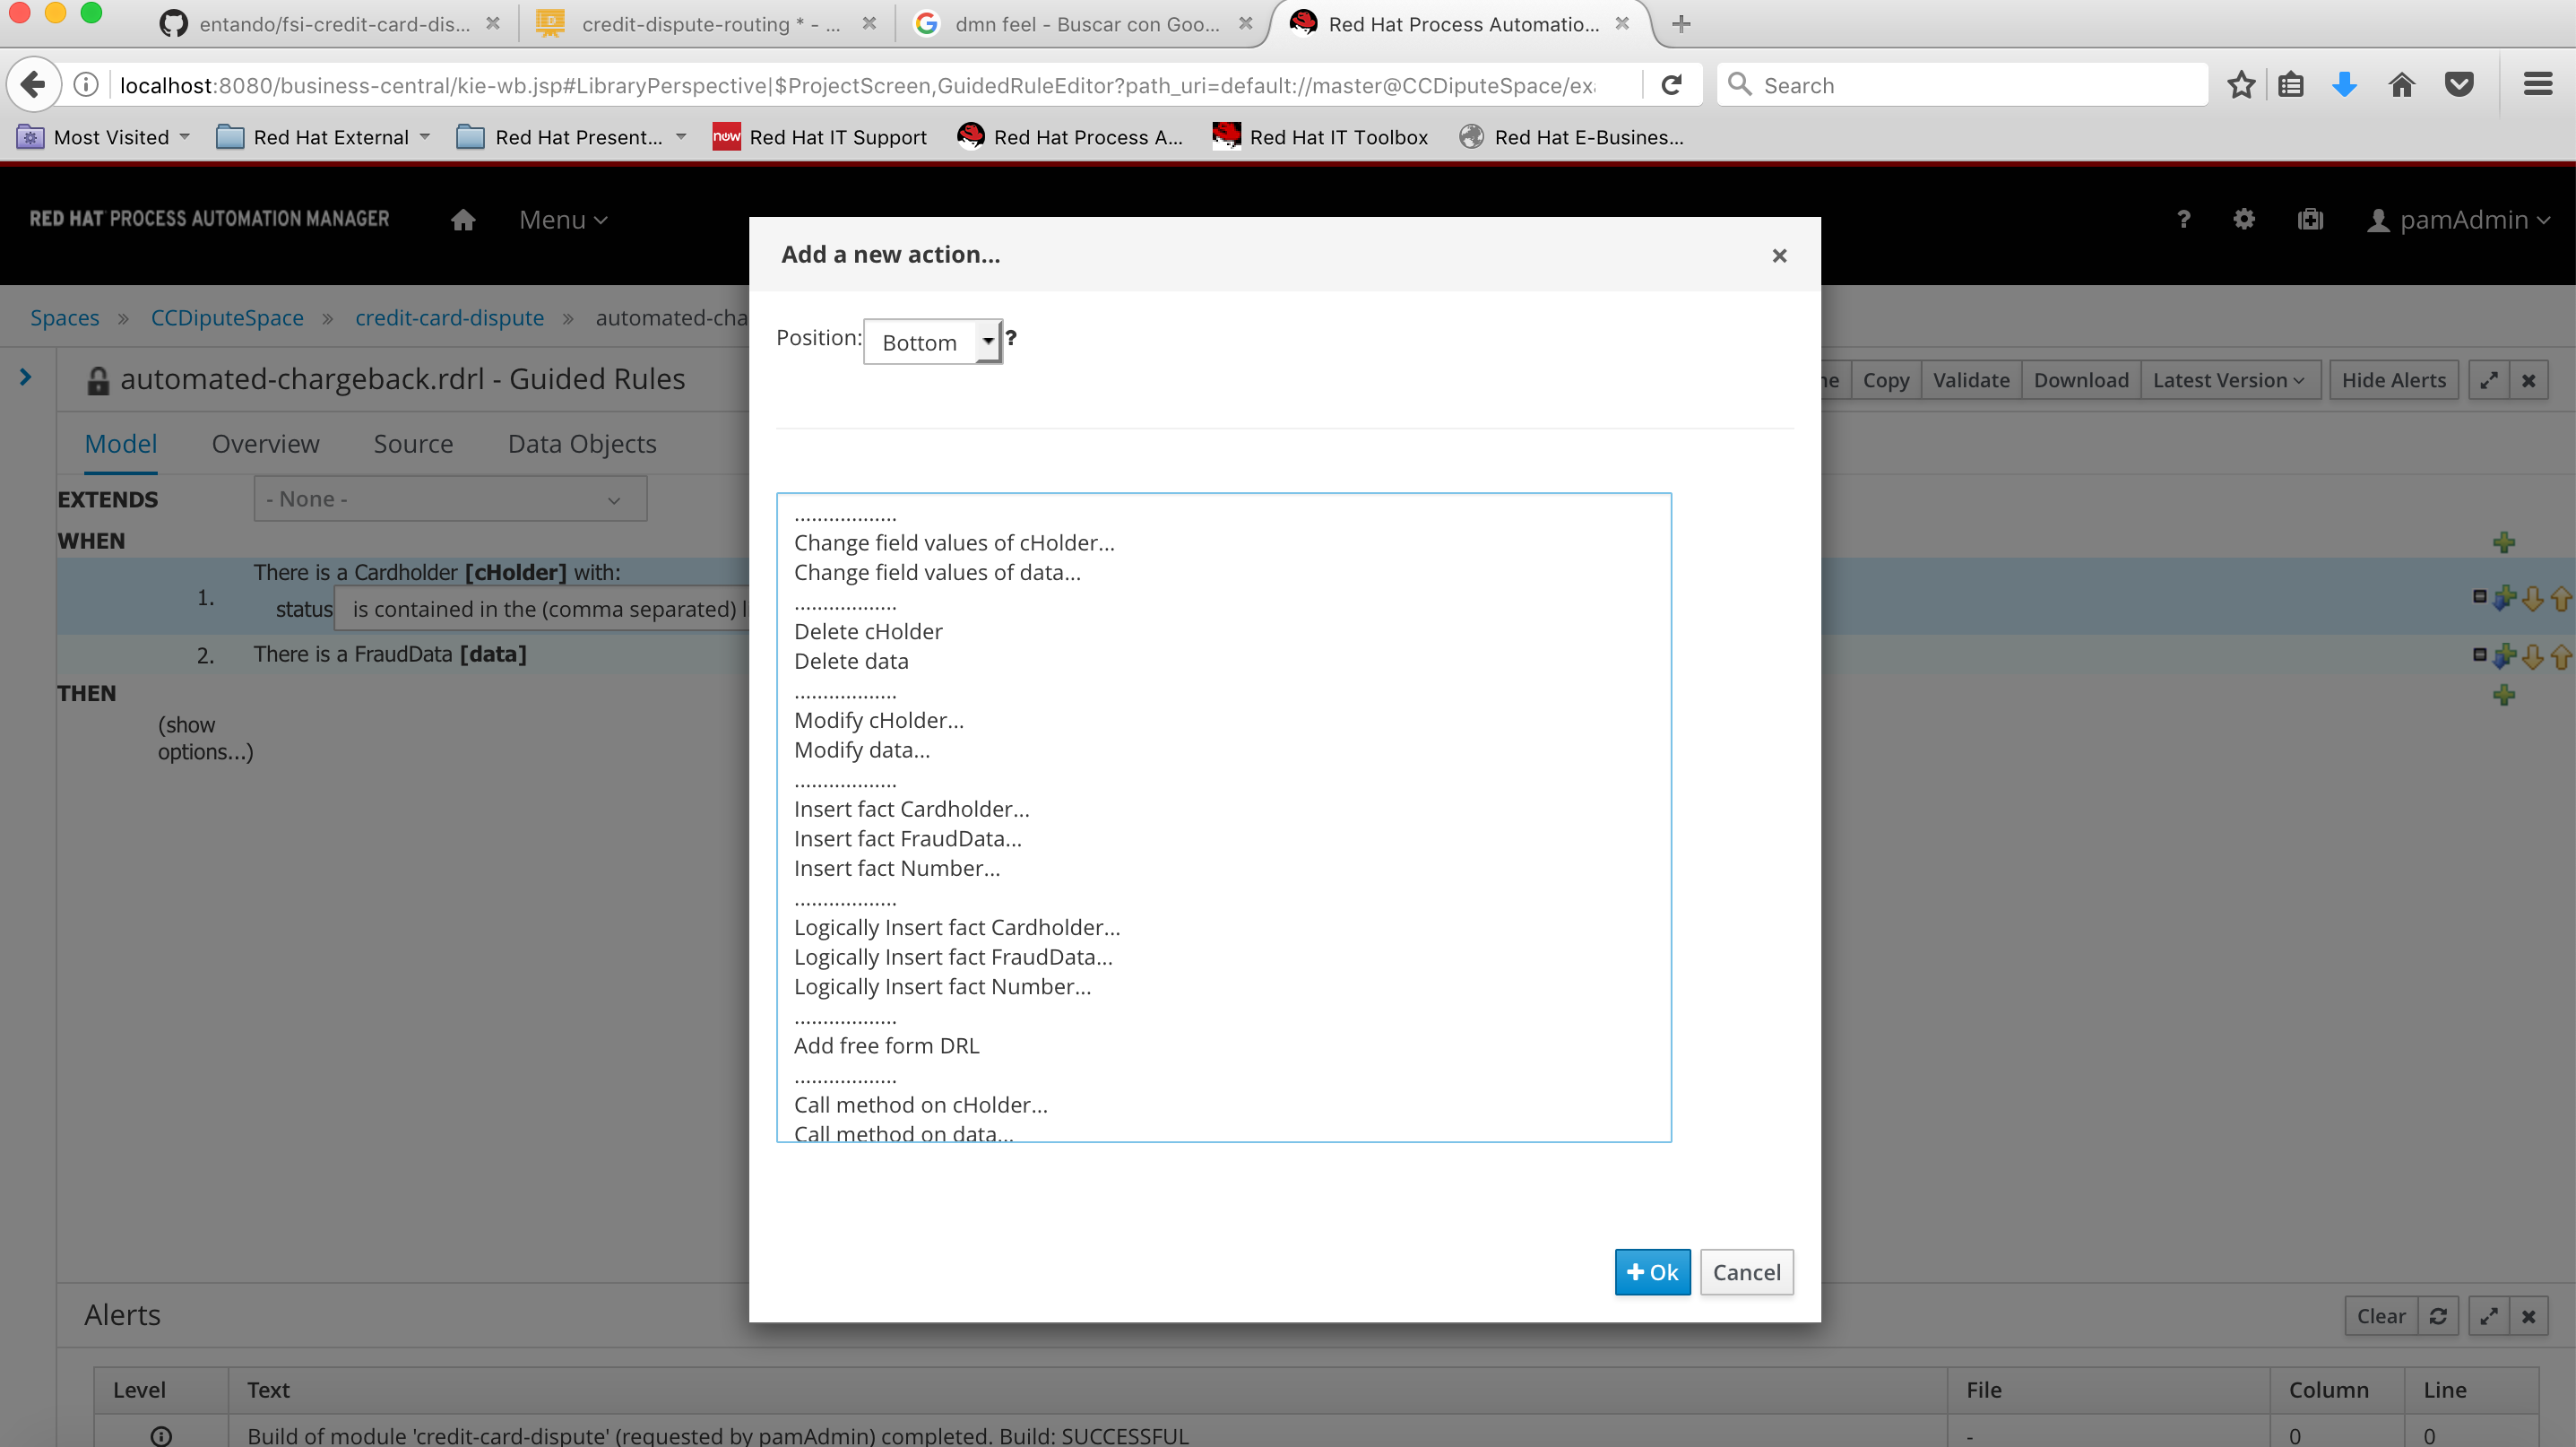 entando/fsi-credit-card-dis...
credit-dispute-routing * - ...
dmn feel - Buscar con Goo...
Red Hat Process Automatio...
localhost:8080/business-central/kie-wb.jsp#LibraryPerspective|$ProjectScreen,GuidedRuleEditor?path_uri=default://master@CCDiputeSpace/exa
Search
Most Visited
Red Hat External
Red Hat Present...
now
Red Hat IT Support
Red Hat Process A...
Red Hat IT Toolbox
Red Hat E-Busines...
RED HAT PROCESS AUTOMATION MANAGER
Menu
?
pamAdmin
Add a new action...
×
Spaces » CCDiputeSpace » credit-card-dispute » automated-cha
Position: Bottom ?
automated-chargeback.rdrl - Guided Rules
Copy
Validate
Download
Latest Version
Hide Alerts
Model
Overview
Source
Data Objects
EXTENDS
- None -
WHEN
1.
There is a Cardholder [cHolder] with:
status
is contained in the (comma separated) l
2.
There is a FraudData [data]
THEN
(show
options...)
..................
Change field values of cHolder...
Change field values of data...
..................
Delete cHolder
Delete data
..................
Modify cHolder...
Modify data...
..................
Insert fact Cardholder...
Insert fact FraudData...
Insert fact Number...
..................
Logically Insert fact Cardholder...
Logically Insert fact FraudData...
Logically Insert fact Number...
..................
Add free form DRL
..................
Call method on cHolder...
Call method on data...
Ok
Cancel
Alerts
Clear
Level
Text
File
Column
Line
Build of module 'credit-card-dispute' (requested by pamAdmin) completed. Build: SUCCESSFUL
-
0
0